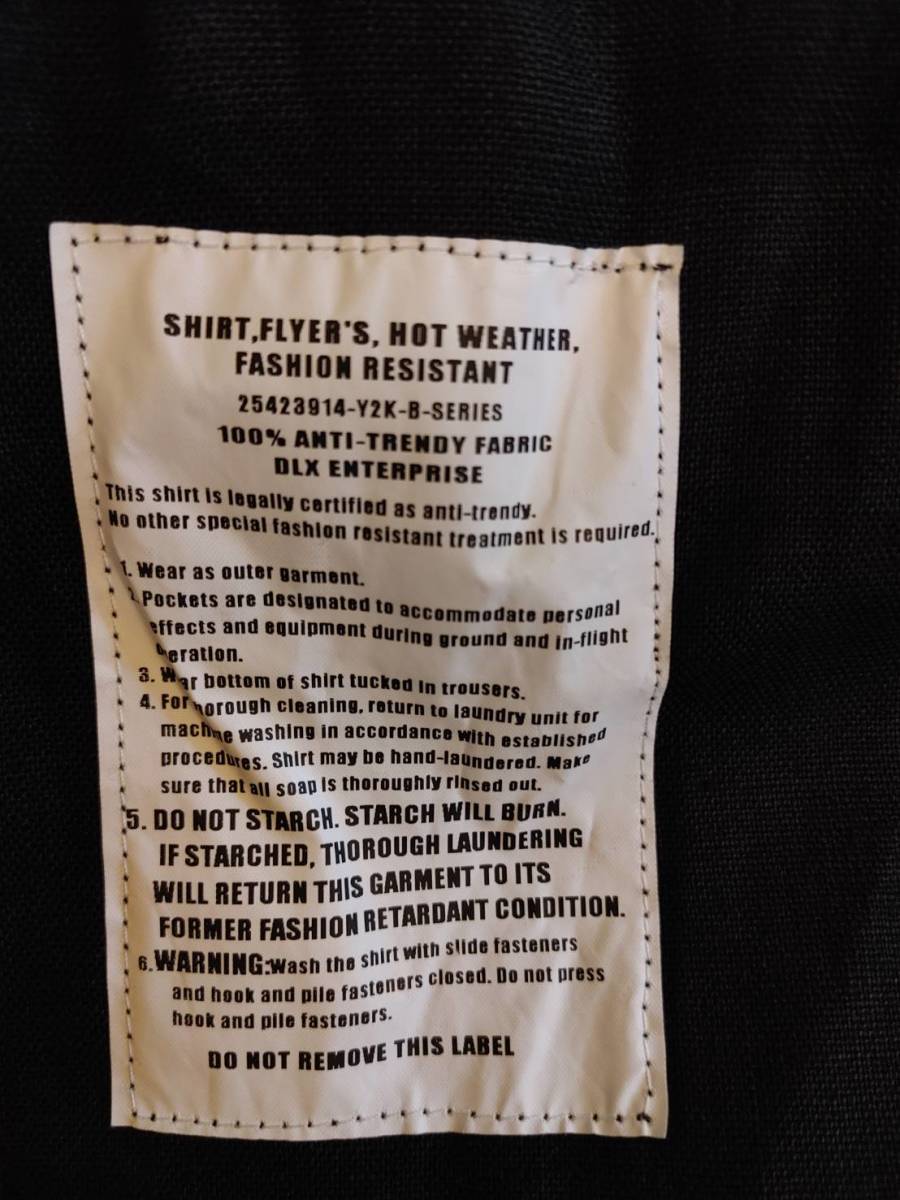 SHIRT,FLYER'S, HOT WEATHER,
FASHION RESISTANT
25423914-Y2K-B-SERIES
100% ANTI-TRENDY FABRIC
DLX ENTERPRISE
This shirt is legally certified as anti-trendy.
No other special fashion resistant treatment is required.
1. Wear as outer garment.
2. Pockets are designated to accommodate personal
effects and equipment during ground and in-flight
eration.
3. War bottom of shirt tucked in trousers.
4. For orough cleaning, return to laundry unit for
machne washing in accordance with established
procedures. Shirt may be hand-laundered. Make
sure that all soap is thoroughly rinsed out.
5. DO NOT STARCH. STARCH WILL BURN.
IF STARCHED, THOROUGH LAUNDERING
WILL RETURN THIS GARMENT TO ITS
FORMER FASHION RETARDANT CONDITION.
6. WARNING:Wash the shirt with slide fasteners
and hook and pile fasteners closed. Do not press
hook and pile fasteners.
DO NOT REMOVE THIS LABEL